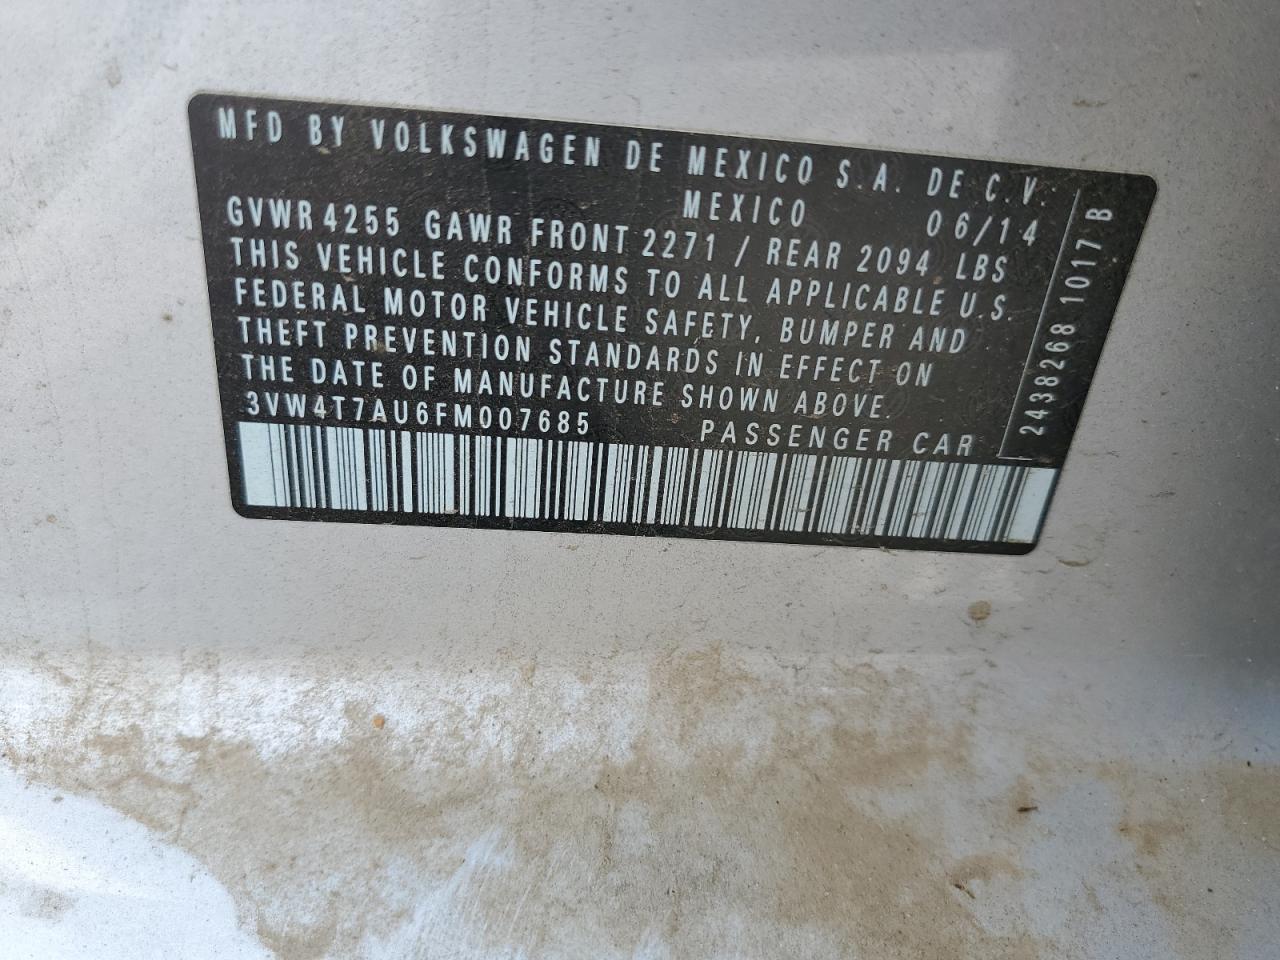 MFD BY VOLKSWAGEN DE MEXICO S.A. DE C.V.
MEXICO 06/14
GVWR 4255 GAWR FRONT 2271 / REAR 2094 LBS
THIS VEHICLE CONFORMS TO ALL APPLICABLE U.S.
FEDERAL MOTOR VEHICLE SAFETY, BUMPER AND
THEFT PREVENTION STANDARDS IN EFFECT ON
THE DATE OF MANUFACTURE SHOWN ABOVE.
3VW4T7AU6FM007685 PASSENGER CAR
2438268 1017 B